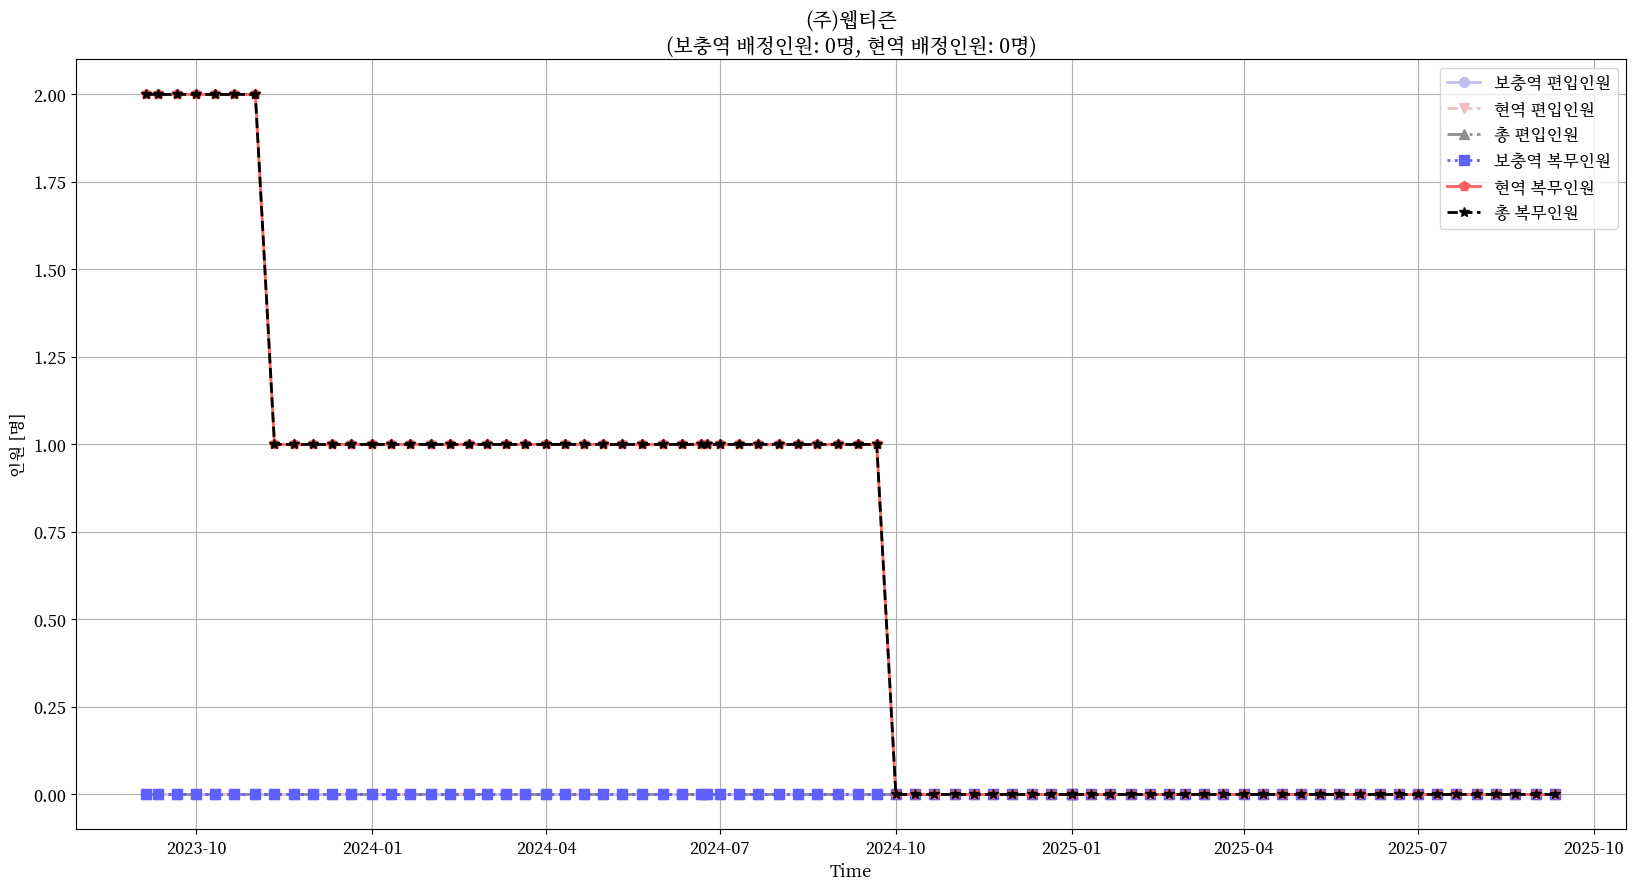 (주)웹티즌
(보충역 배정인원: 0명, 현역 배정인원: 0명)
보충역 편입인원
현역 편입인원
총 편입인원
보충역 복무인원
현역 복무인원
총 복무인원
인원 [명]
2.00
1.75
1.50
1.25
1.00
0.75
0.50
0.25
0.00
2023-10
2024-01
2024-04
2024-07
2024-10
2025-01
2025-04
2025-07
2025-10
Time